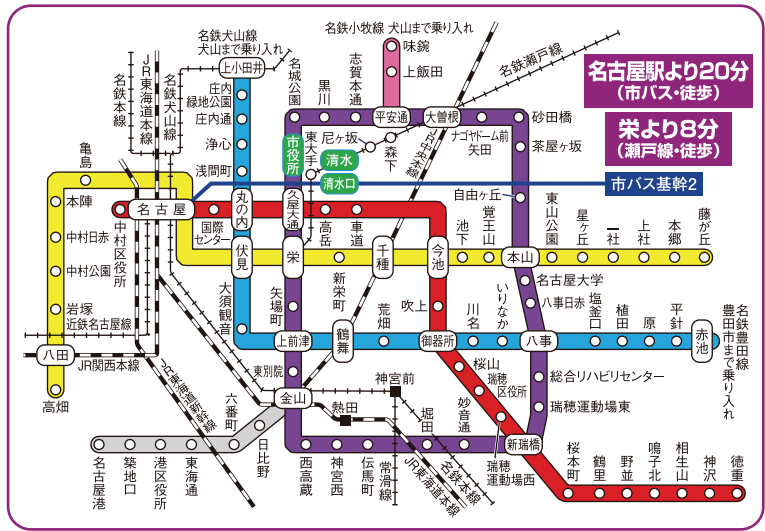 名鉄犬山線
犬山まで乗り入れ
名鉄小牧線 犬山まで乗り入れ
味鋺
上飯田
名鉄瀬戸線
名古屋駅より20分
(市バス・徒歩)
栄より8分
(瀬戸線・徒歩)
市バス基幹2
名鉄本線
JR東海道本線
名鉄犬山線
上小田井
庄内
緑地公園
庄内通
浄心
浅間町
名城公園
黒川
志賀本通
平安通
大曽根
砂田橋
茶屋ヶ坂
ナゴヤドーム前
矢田
自由ヶ丘
市役所
東大手
尼ヶ坂
森下
清水
清水口
JR中央本線
亀島
本陣
中村日赤
中村公園
岩塚
近鉄名古屋線
八田
JR関西本線
高畑
名古屋
中村区役所
国際
センター
丸の内
久屋大通
高岳
車道
伏見
栄
新栄町
千種
今池
池下
覚王山
本山
東山公園
星ヶ丘
一社
上社
本郷
藤が丘
名古屋大学
八事日赤
大須観音
矢場町
上前津
鶴舞
荒畑
吹上
御器所
川名
いりなか
八事
塩釜口
植田
原
平針
赤池
名鉄豊田線
豊田市まで乗り入れ
東別院
金山
神宮前
熱田
JR東海道新幹線
六番町
日比野
桜山
瑞穂
区役所
総合リハビリセンター
瑞穂運動場東
妙音通
堀田
新瑞橋
瑞穂
運動場西
名古屋港
築地口
港区役所
東海通
西高蔵
神宮西
伝馬町
常滑線
名鉄本線
JR東海道本線
桜本町
鶴里
野並
鳴子北
相生山
神沢
徳重